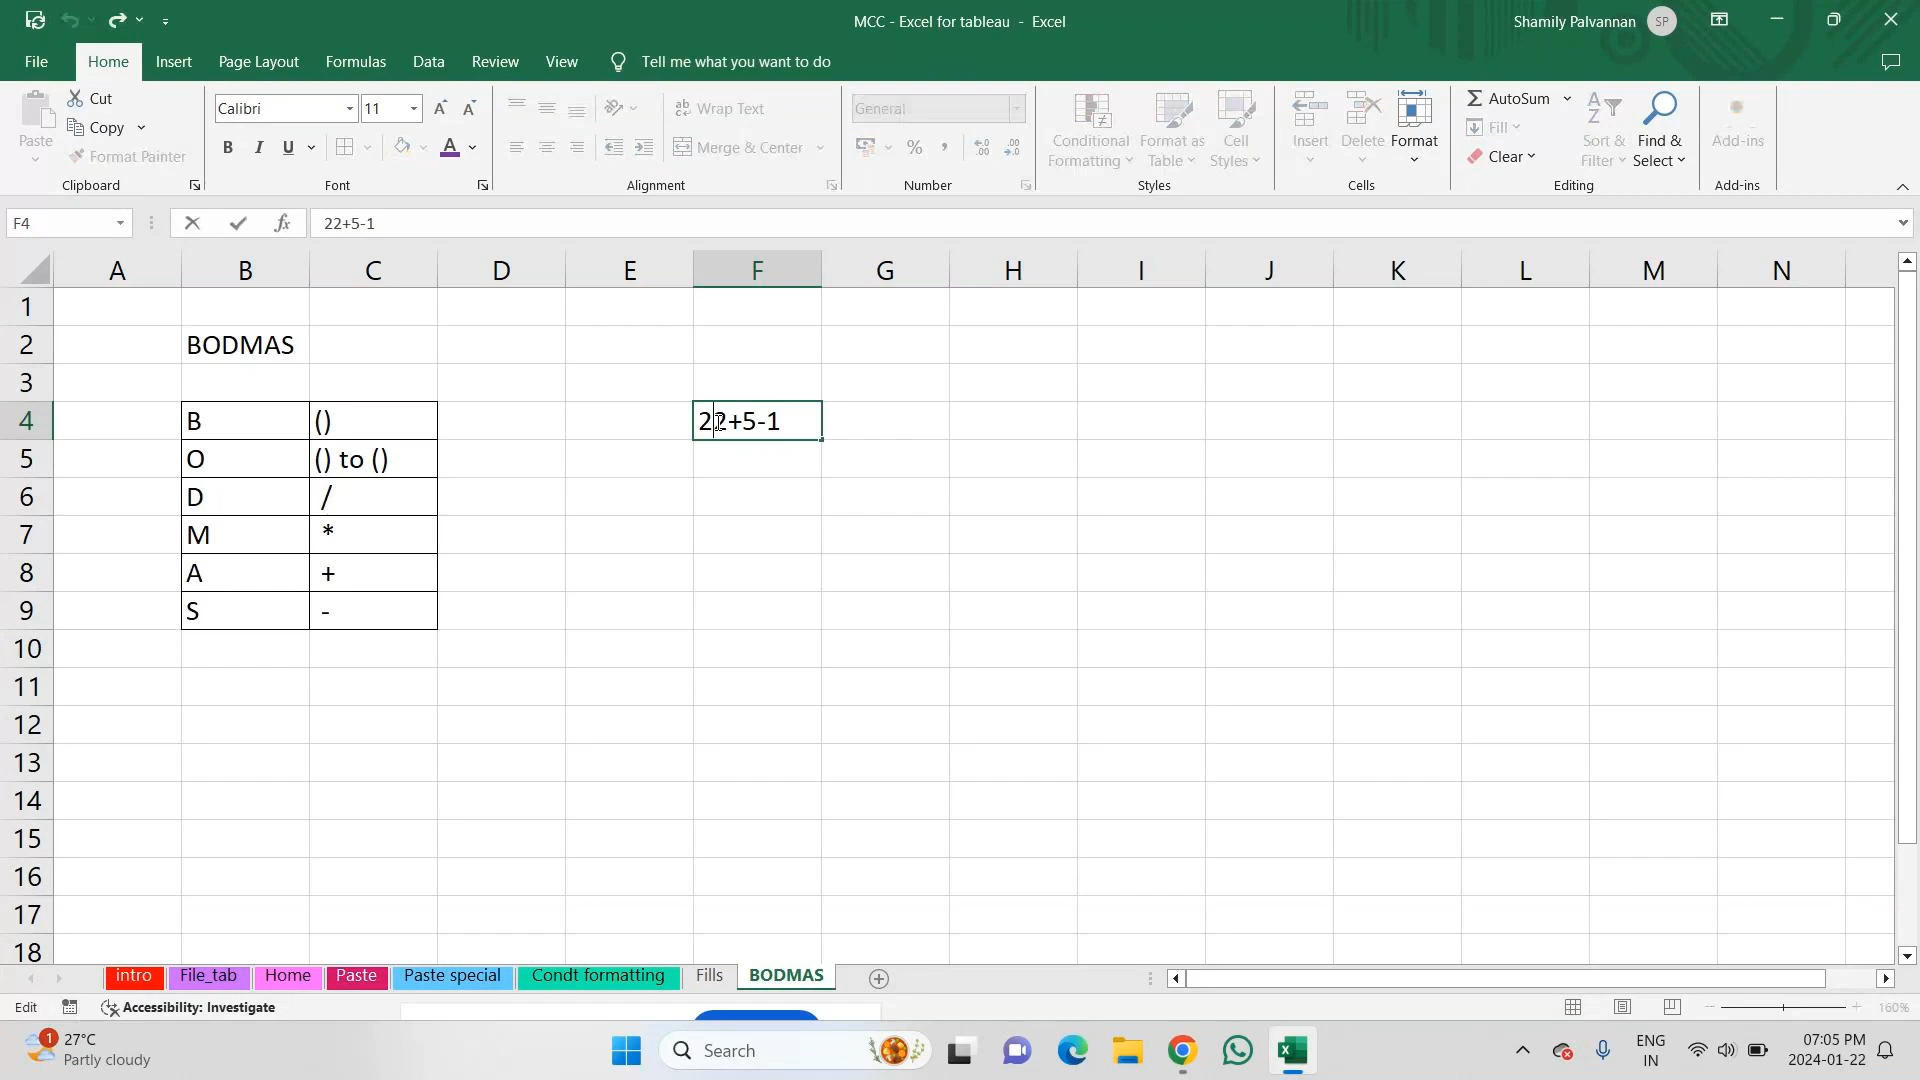 MCC - Excel for tableau - Excel
Shamily Palvannan SP
File Home Insert Page Layout Formulas Data Review View Tell me what you want to do
Paste
Cut
Copy
Format Painter
Clipboard
Calibri 11
B I U A
Font
ab Wrap Text
Merge & Center
Alignment
General
% ,
Number
Conditional Formatting
Format as Table
Cell Styles
Styles
Insert Delete Format
Cells
AutoSum
Fill
Clear
Sort & Filter
Find & Select
Editing
Add-ins
Add-ins
F4 fx 22+5-1
A B C D E F G H I J K L M N
1
2 BODMAS
3
4 B () 22+5-1
5 O () to ()
6 D /
7 M *
8 A +
9 S -
10
11
12
13
14
15
16
17
18
intro File_tab Home Paste Paste special Condt formatting Fills BODMAS
Edit Accessibility: Investigate 160%
1 27°C
Partly cloudy
Search
ENG
IN
07:05 PM
2024-01-22